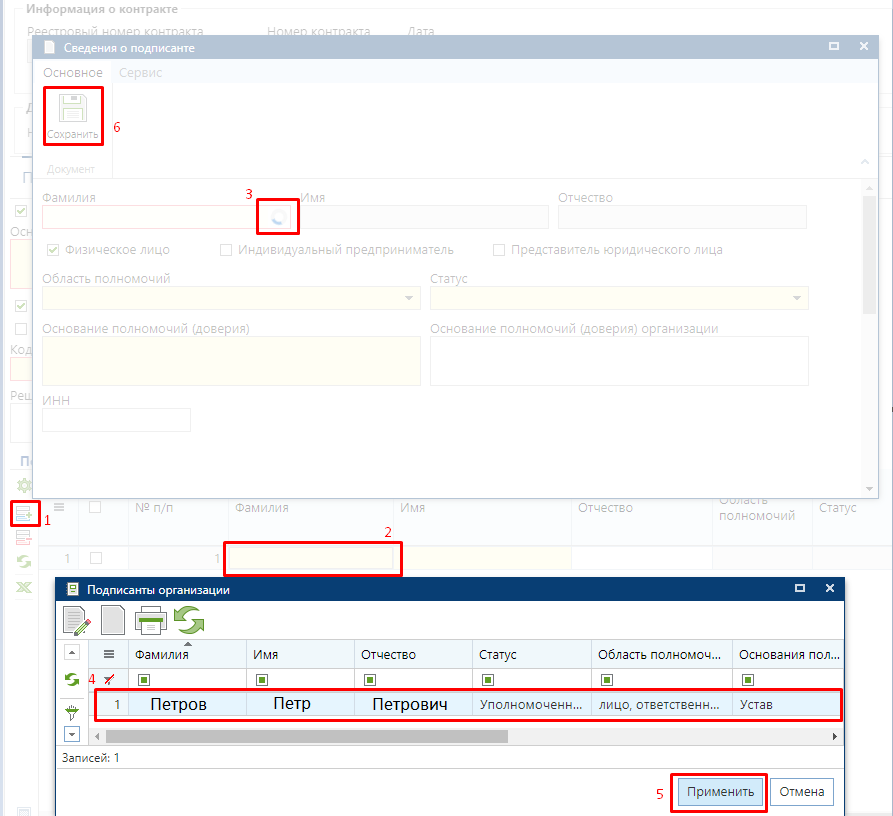 Информация о контракте
Реестровый номер контракта Номер контракта Дата
Сведения о подписанте
Основное Сервис
Сохранить
6
Документ
Фамилия 3 Имя Отчество
Физическое лицо Индивидуальный предприниматель Представитель юридического лица
Область полномочий Статус
Основание полномочий (доверия) Основание полномочий (доверия) организации
Код
ИНН
1 № п/п Фамилия Имя Отчество Область полномочий Статус
2
1 1
Подписанты организации
Фамилия Имя Отчество Статус Область полномоч... Основания пол...
4
1 Петров Петр Петрович Уполномоченн... лицо, ответственн... Устав
Записей: 1
5 Применить Отмена